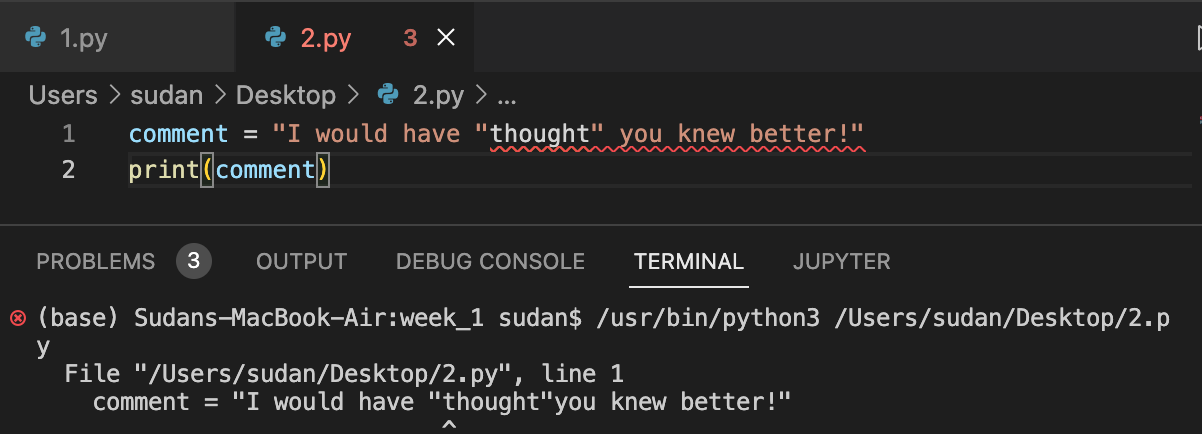 1.py 2.py 3
Users > sudan > Desktop > 2.py > ...
1 comment = "I would have "thought" you knew better!"
2 print(comment)
PROBLEMS 3 OUTPUT DEBUG CONSOLE TERMINAL JUPYTER
(base) Sudans-MacBook-Air:week_1 sudan$ /usr/bin/python3 /Users/sudan/Desktop/2.p
y
File "/Users/sudan/Desktop/2.py", line 1
comment = "I would have "thought"you knew better!"
^